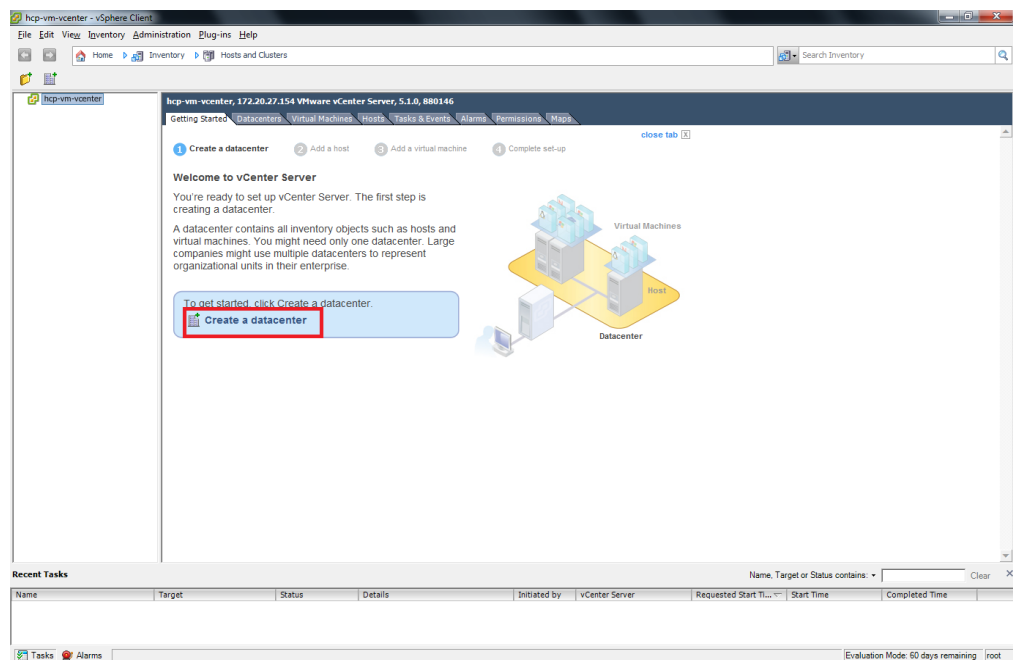 hcp-vm-vcenter - vSphere Client
File Edit View Inventory Administration Plug-ins Help
Home Inventory Hosts and Clusters
Search Inventory
hcp-vm-vcenter
hcp-vm-vcenter, 172.20.27.154 VMware vCenter Server, 5.1.0, 880146
Getting Started Datacenters Virtual Machines Hosts Tasks & Events Alarms Permissions Maps
close tab X
1 Create a datacenter 2 Add a host 3 Add a virtual machine 4 Complete set-up
Welcome to vCenter Server
You're ready to set up vCenter Server. The first step is
creating a datacenter.
A datacenter contains all inventory objects such as hosts and
virtual machines. You might need only one datacenter. Large
companies might use multiple datacenters to represent
organizational units in their enterprise.
To get started, click Create a datacenter.
Create a datacenter
Virtual Machines
Host
Datacenter
Recent Tasks
Name, Target or Status contains: Clear X
Name Target Status Details Initiated by vCenter Server Requested Start Ti... Start Time Completed Time
Tasks Alarms
Evaluation Mode: 60 days remaining root